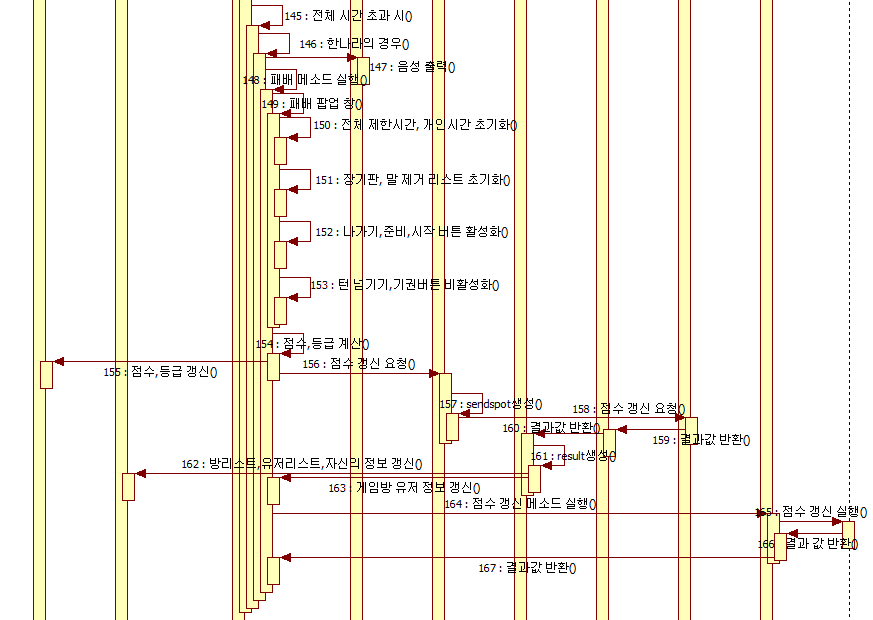 145 : 전체 시간 초과 시()
146 : 한나라의 경우()
147 : 음성 출력()
148 : 패배 메소드 실행()
149 : 패배 팝업 창()
150 : 전체 제한시간, 개인시간 초기화()
151 : 장기판, 말 제거 리스트 초기화()
152 : 나가기,준비,시작 버튼 활성화()
153 : 턴 넘기기,기권버튼 비활성화()
154 : 점수,등급 계산()
155 : 점수,등급 갱신()
156 : 점수 갱신 요청()
157 : sendspot생성()
158 : 점수 갱신 요청()
159 : 결과값 반환()
160 : 결과값 반환()
161 : result생성()
162 : 방리스트,유저리스트,자신의 정보 갱신()
163 : 게임방 유저 정보 갱신()
164 : 점수 갱신 메소드 실행()
165 : 점수 갱신 실행()
166 : 결과 값 반환()
167 : 결과값 반환()